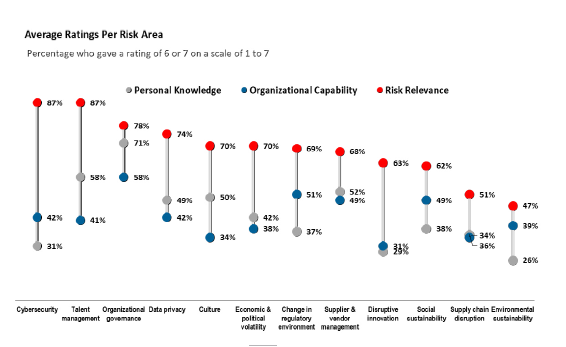 Average Ratings Per Risk Area
Percentage who gave a rating of 6 or 7 on a scale of 1 to 7
Personal Knowledge Organizational Capability Risk Relevance
87% 42% 31%
87% 58% 41%
78% 71% 58%
74% 49% 42%
70% 50% 34%
70% 42% 38%
69% 51% 37%
68% 52% 49%
63% 31% 29%
62% 49% 38%
51% 34% 36%
47% 39% 26%
Cybersecurity
Talent
management
Organizational
governance
Data privacy
Culture
Economic &
political
volatility
Change in
regulatory
environment
Supplier &
vendor
management
Disruptive
innovation
Social
sustainability
Supply chain
disruption
Environmental
sustainability